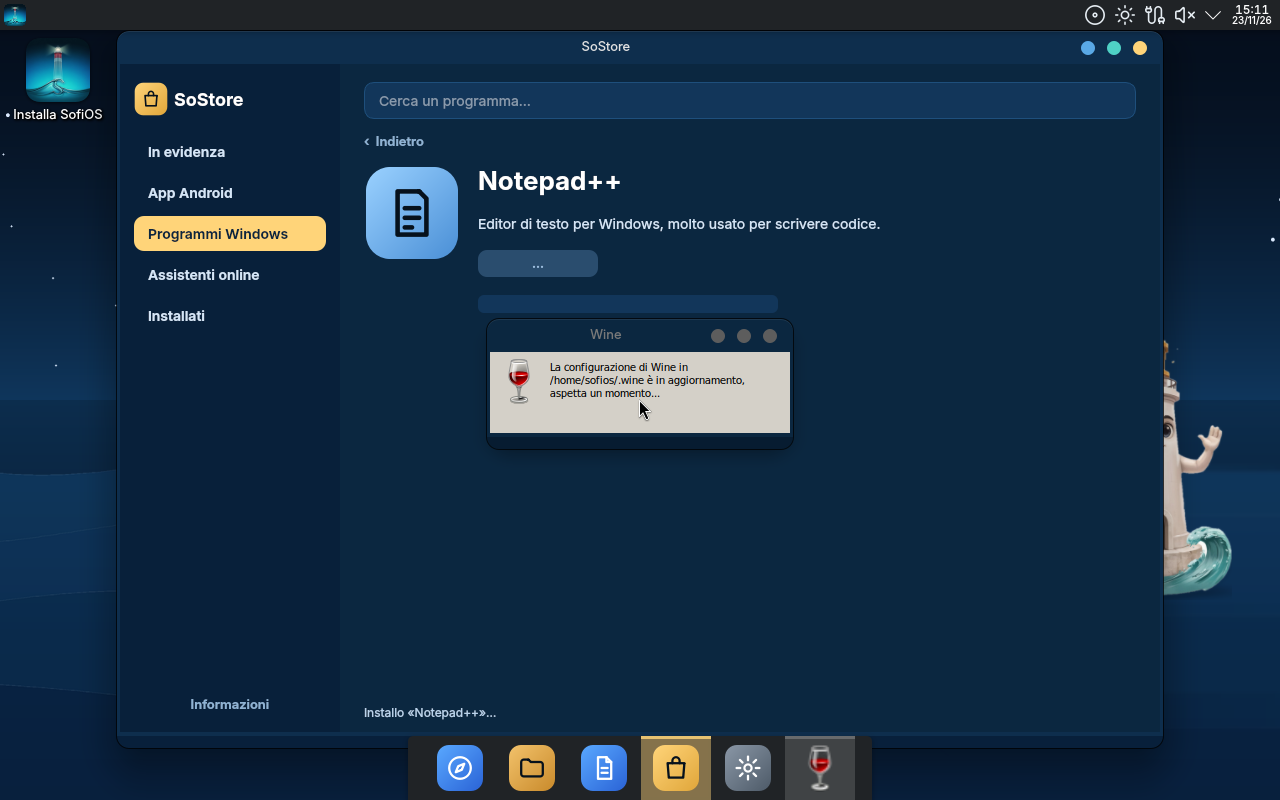 15:11
23/11/26
SoStore
Installa SofiOS
SoStore
In evidenza
App Android
Programmi Windows
Assistenti online
Installati
Informazioni
Cerca un programma...
‹ Indietro
Notepad++
Editor di testo per Windows, molto usato per scrivere codice.
...
Wine
La configurazione di Wine in
/home/sofios/.wine è in aggiornamento,
aspetta un momento...
Installo «Notepad++»...